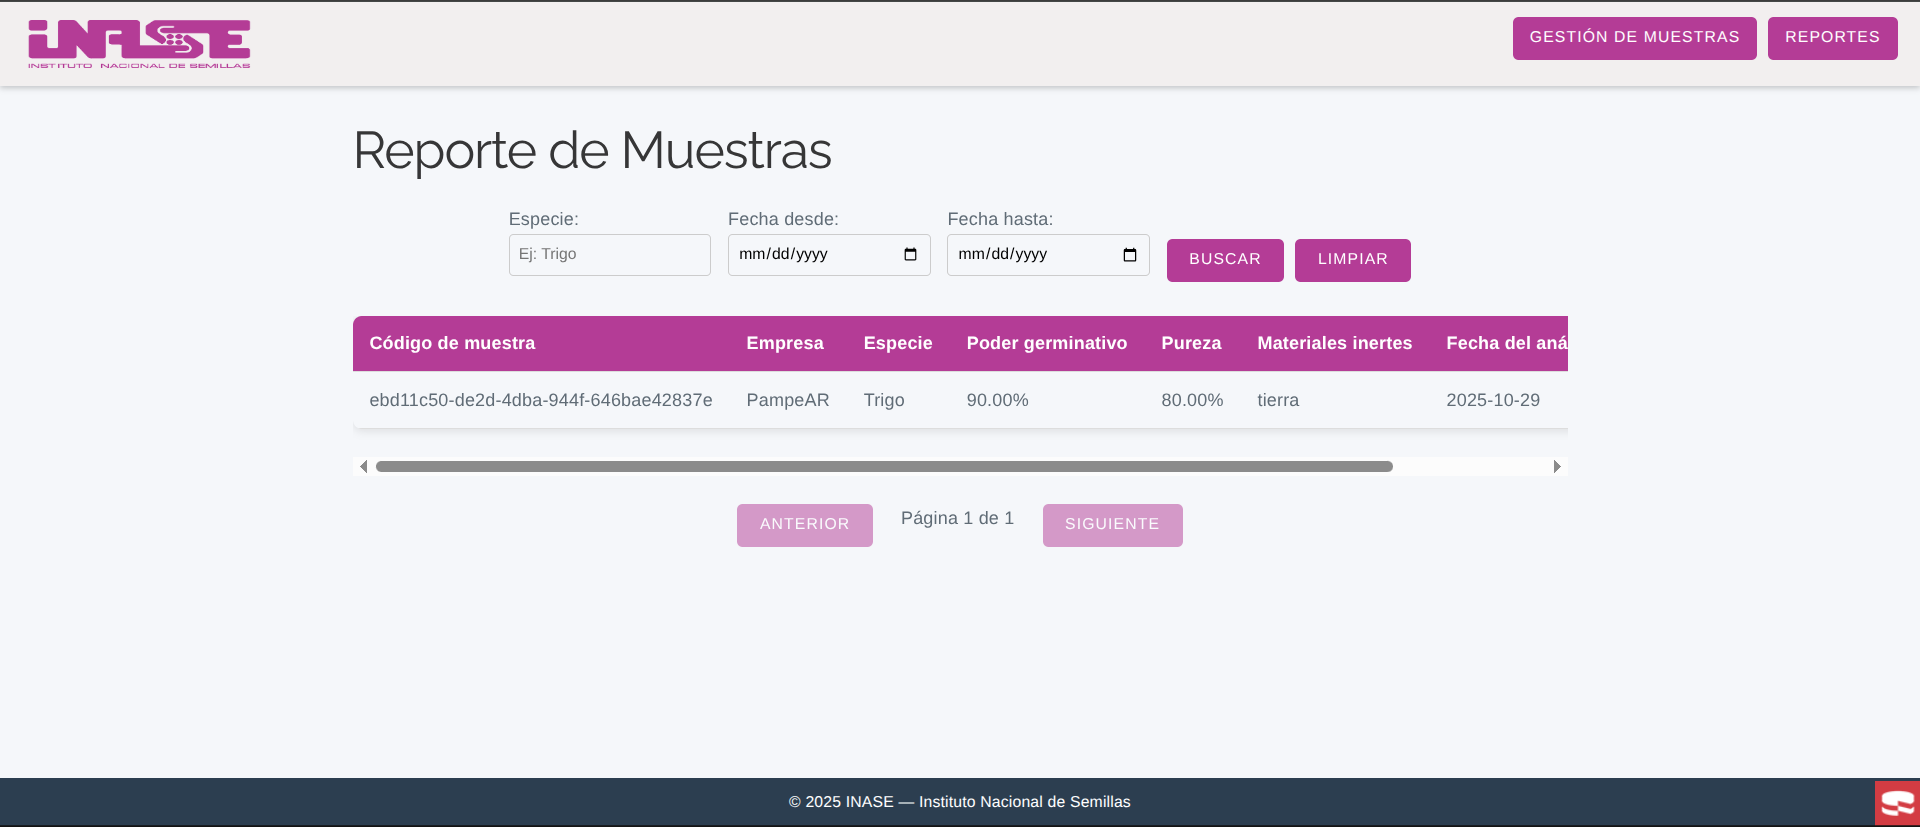 iNASE
INSTITUTO NACIONAL DE SEMILLAS
GESTIÓN DE MUESTRAS REPORTES
Reporte de Muestras
Especie: Fecha desde: Fecha hasta:
Ej: Trigo mm/dd/yyyy mm/dd/yyyy BUSCAR LIMPIAR
Código de muestra Empresa Especie Poder germinativo Pureza Materiales inertes Fecha del aná
ebd11c50-de2d-4dba-944f-646bae42837e PampeAR Trigo 90.00% 80.00% tierra 2025-10-29
ANTERIOR Página 1 de 1 SIGUIENTE
© 2025 INASE — Instituto Nacional de Semillas